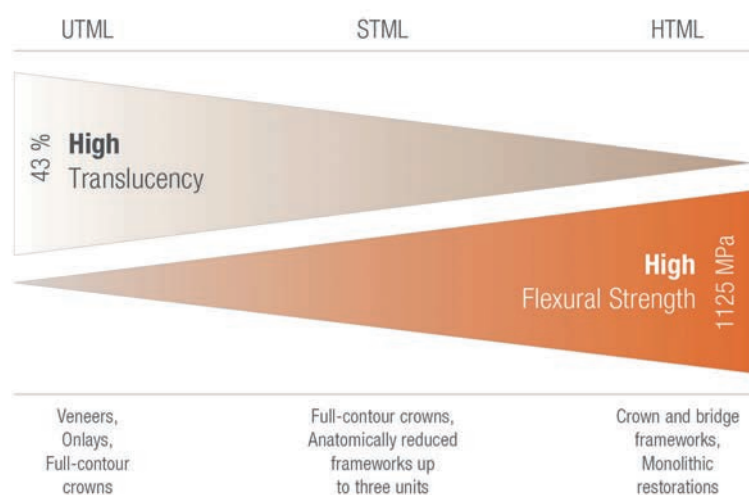 UTML STML HTML
43 %
High
Translucency
High
Flexural Strength
1125 MPa
Veneers,
Onlays,
Full-contour
crowns
Full-contour crowns,
Anatomically reduced
frameworks up
to three units
Crown and bridge
frameworks,
Monolithic
restorations